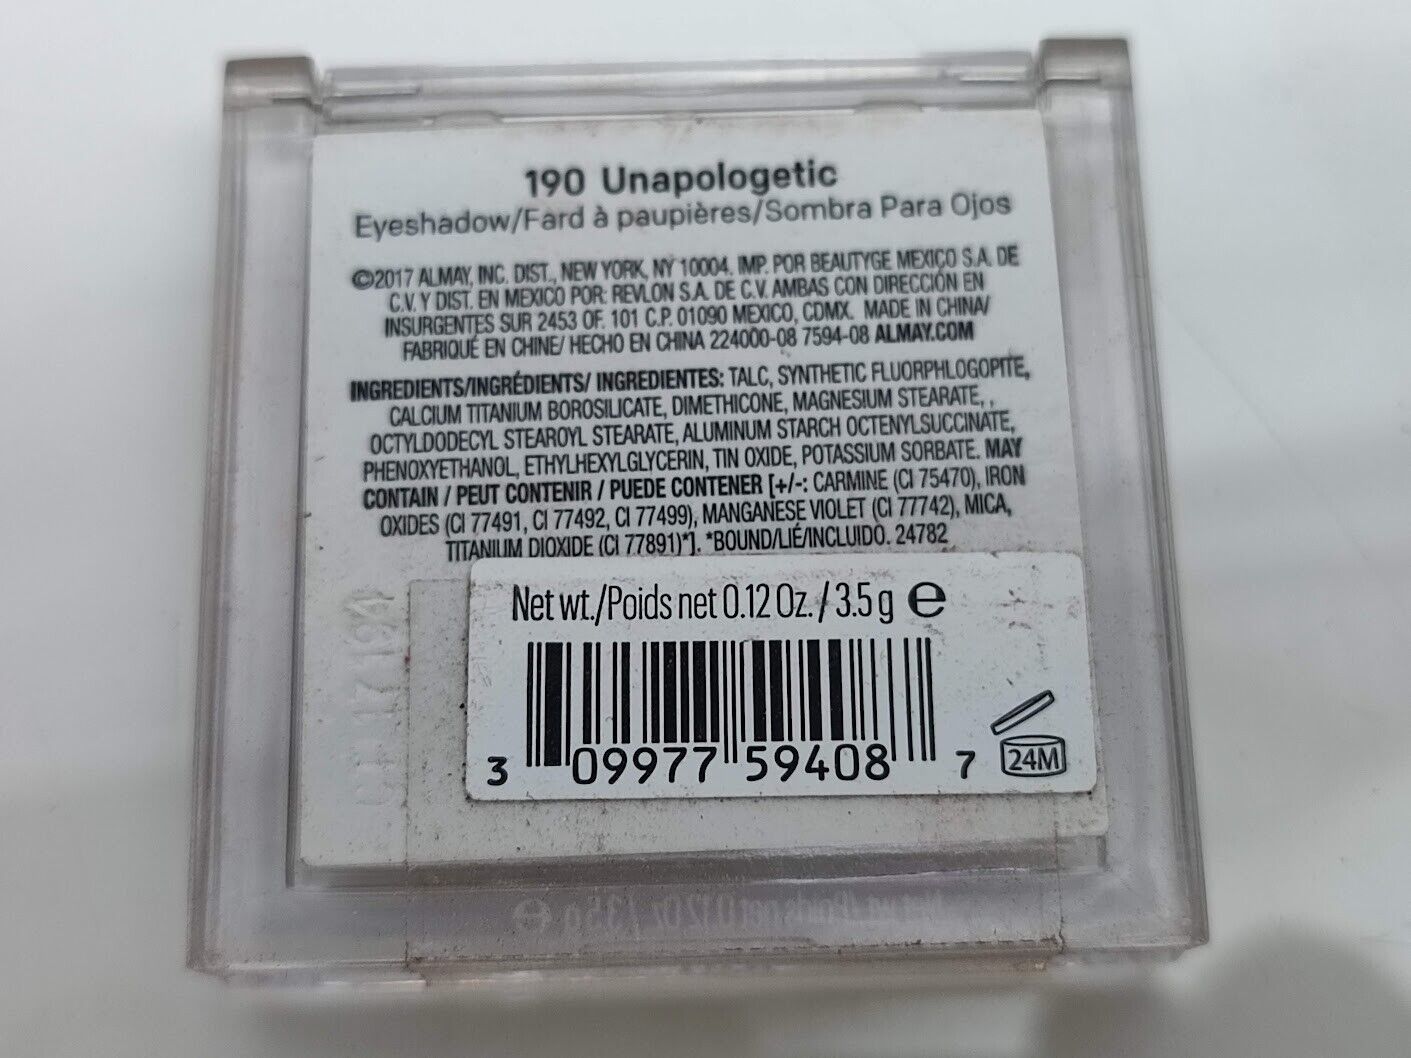 190 Unapologetic
Eyeshadow/Fard à paupières/Sombra Para Ojos
©2017 ALMAY, INC. DIST., NEW YORK, NY 10004. IMP. POR BEAUTYGE MEXICO S.A. DE
C.V. Y DIST. EN MEXICO POR: REVLON S.A. DE C.V. AMBAS CON DIRECCIÓN EN
INSURGENTES SUR 2453 OF. 101 C.P. 01090 MEXICO, CDMX. MADE IN CHINA/
FABRIQUÉ EN CHINE/ HECHO EN CHINA 224000-08 7594-08 ALMAY.COM
INGREDIENTS/INGRÉDIENTS/ INGREDIENTES: TALC, SYNTHETIC FLUORPHLOGOPITE,
CALCIUM TITANIUM BOROSILICATE, DIMETHICONE, MAGNESIUM STEARATE, ,
OCTYLDODECYL STEAROYL STEARATE, ALUMINUM STARCH OCTENYLSUCCINATE,
PHENOXYETHANOL, ETHYLHEXYLGLYCERIN, TIN OXIDE, POTASSIUM SORBATE. MAY
CONTAIN / PEUT CONTENIR / PUEDE CONTENER [+/-: CARMINE (CI 75470), IRON
OXIDES (CI 77491, CI 77492, CI 77499), MANGANESE VIOLET (CI 77742), MICA,
TITANIUM DIOXIDE (CI 77891)*]. *BOUND/LIÉ/INCLUIDO. 24782
Net wt./Poids net 0.12 Oz. / 3.5 g e
3 09977 59408 7
24M